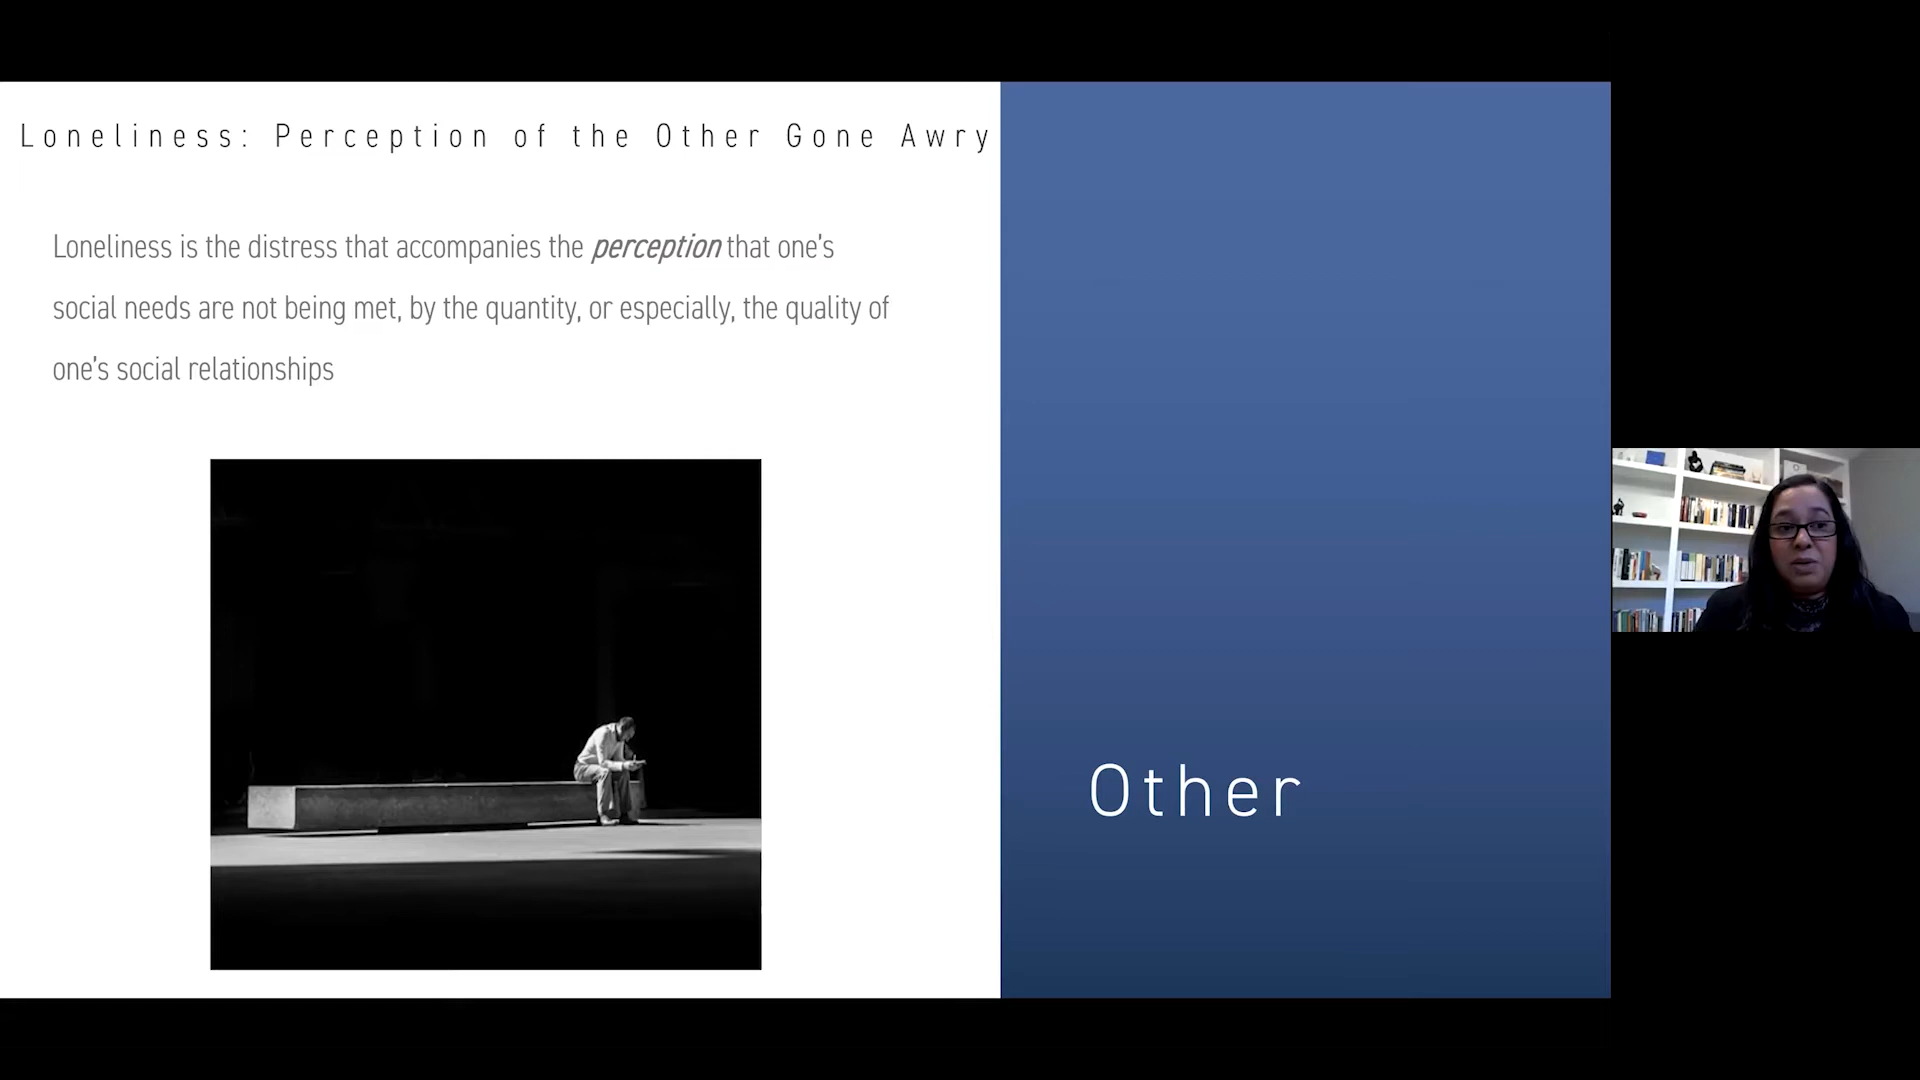 Loneliness: Perception of the Other Gone Awry
Loneliness is the distress that accompanies the perception that one's
social needs are not being met, by the quantity, or especially, the quality of
one's social relationships
Other